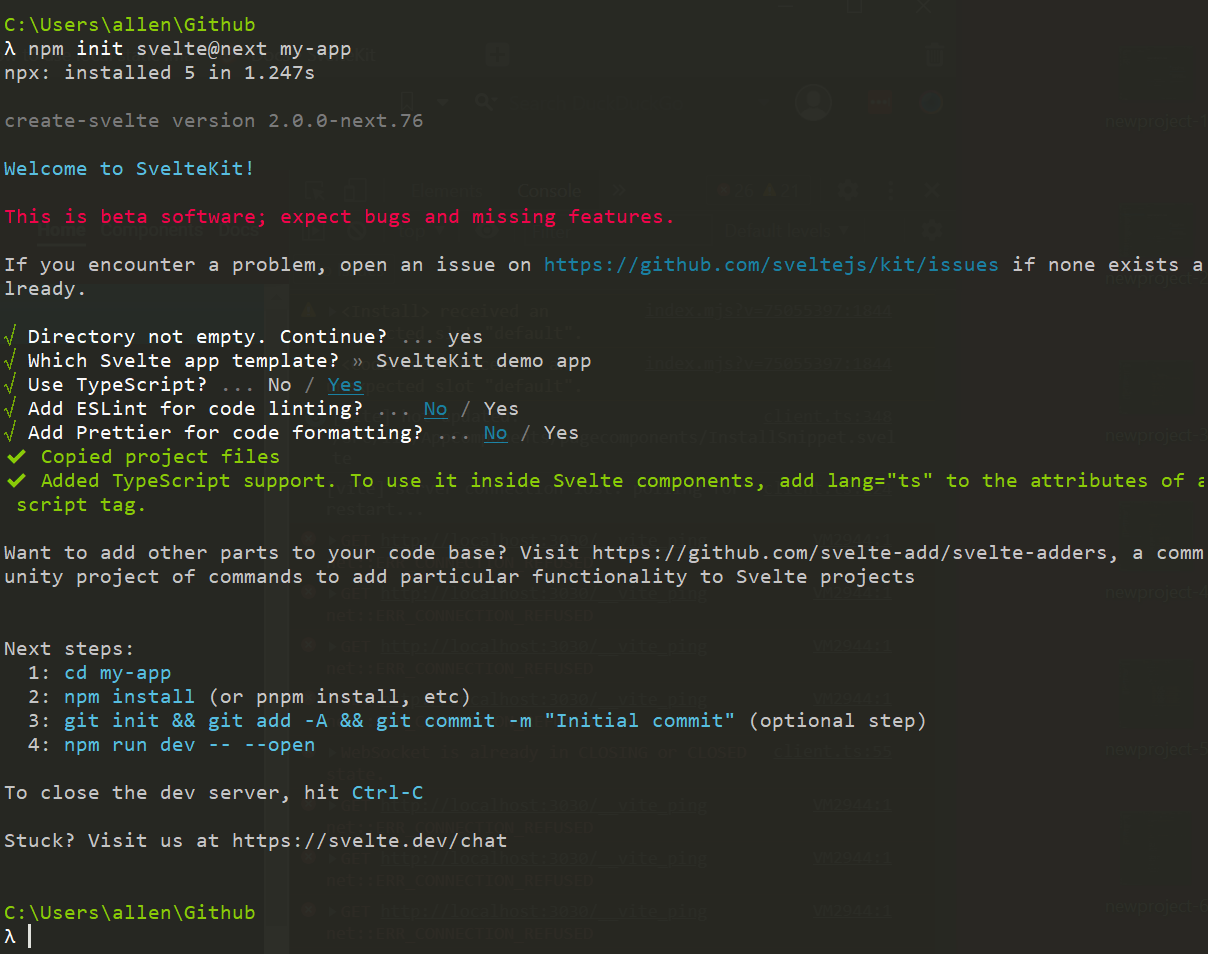 C:\Users\allen\Github
λ npm init svelte@next my-app
npx: installed 5 in 1.247s
create-svelte version 2.0.0-next.76
Welcome to SvelteKit!
This is beta software; expect bugs and missing features.
If you encounter a problem, open an issue on https://github.com/sveltejs/kit/issues if none exists a
lready.
√ Directory not empty. Continue? ... yes
√ Which Svelte app template? » SvelteKit demo app
√ Use TypeScript? ... No / Yes
√ Add ESLint for code linting? ... No / Yes
√ Add Prettier for code formatting? ... No / Yes
✔ Copied project files
✔ Added TypeScript support. To use it inside Svelte components, add lang="ts" to the attributes of a
script tag.
Want to add other parts to your code base? Visit https://github.com/svelte-add/svelte-adders, a comm
unity project of commands to add particular functionality to Svelte projects
Next steps:
1: cd my-app
2: npm install (or pnpm install, etc)
3: git init && git add -A && git commit -m "Initial commit" (optional step)
4: npm run dev -- --open
To close the dev server, hit Ctrl-C
Stuck? Visit us at https://svelte.dev/chat
C:\Users\allen\Github
λ